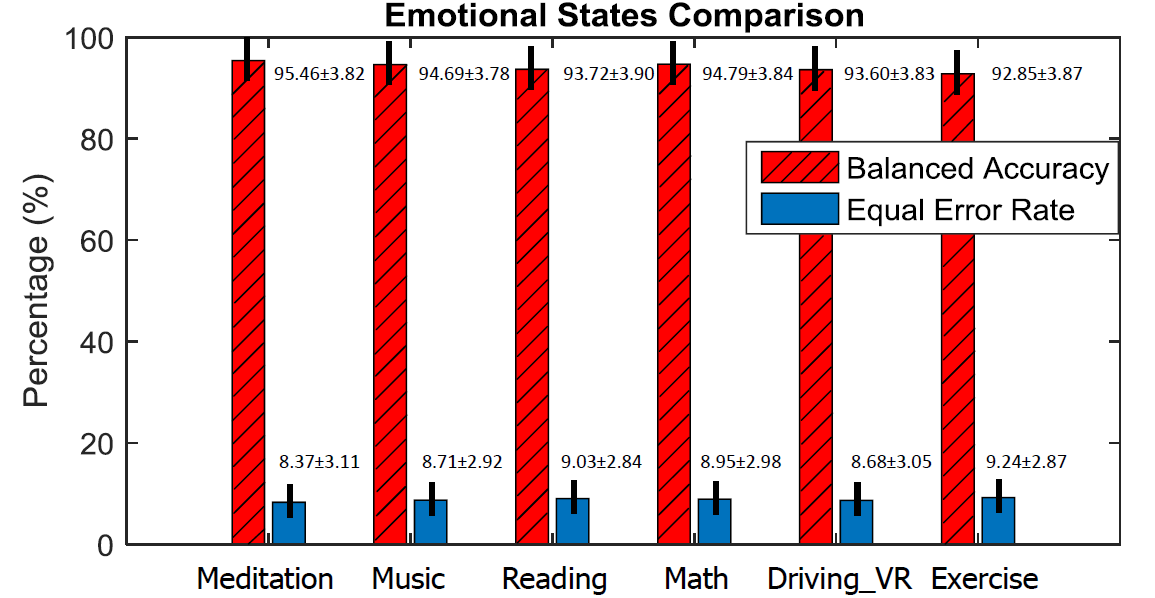 Emotional States Comparison
100
80
60
40
20
0
Percentage (%)
95.46±3.82
94.69±3.78
93.72±3.90
94.79±3.84
93.60±3.83
92.85±3.87
Balanced Accuracy
Equal Error Rate
8.37±3.11
8.71±2.92
9.03±2.84
8.95±2.98
8.68±3.05
9.24±2.87
Meditation
Music
Reading
Math
Driving_VR
Exercise